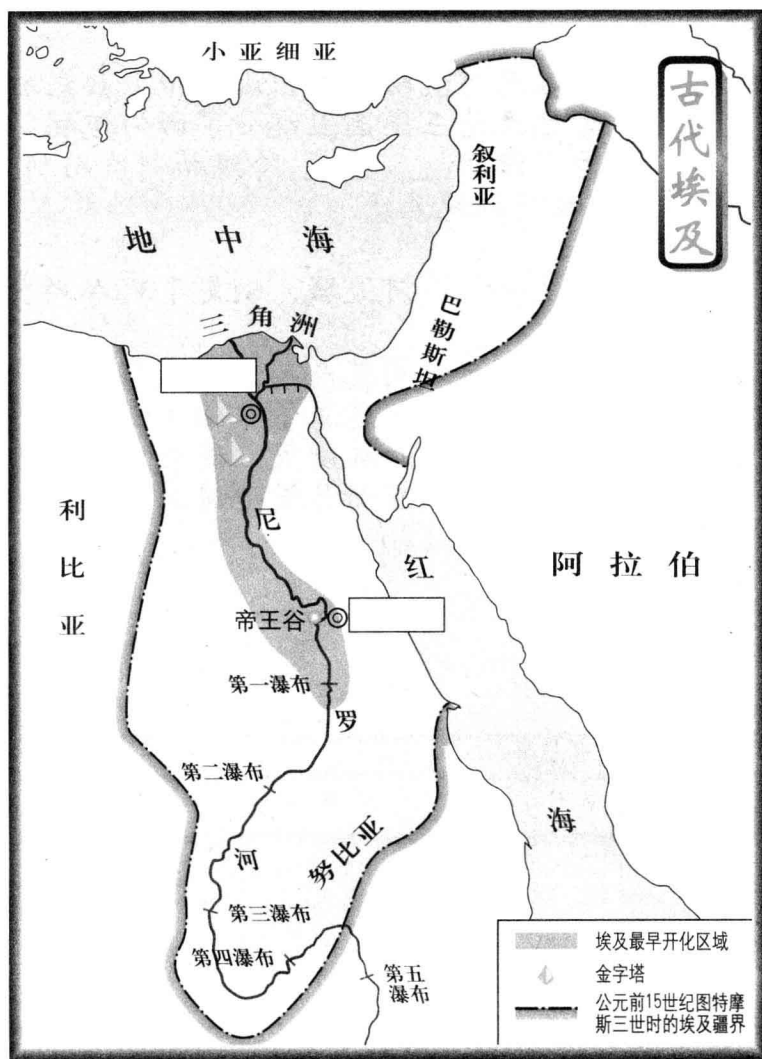 小亚细亚
古代埃及
叙利亚
地中海
巴勒斯坦
三角洲
利比亚
尼
红
阿拉伯
帝王谷
第一瀑布
罗
第二瀑布
海
努比亚
河
第三瀑布
第四瀑布
第五
瀑布
埃及最早开化区域
金字塔
公元前15世纪图特摩
斯三世时的埃及疆界